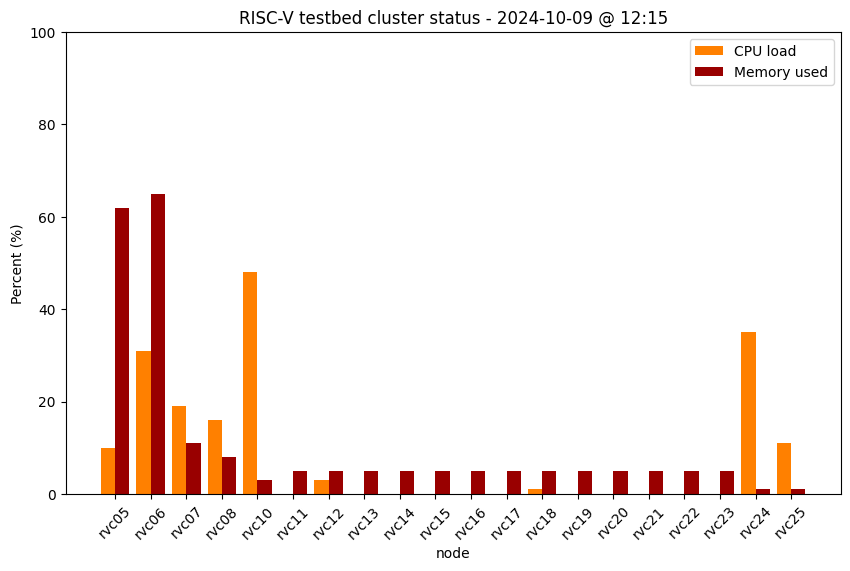 RISC-V testbed cluster status - 2024-10-09 @ 12:15
CPU load
Memory used
Percent (%)
100
80
60
40
20
0
rvc05
rvc06
rvc07
rvc08
rvc10
rvc11
rvc12
rvc13
rvc14
rvc15
rvc16
rvc17
rvc18
rvc19
rvc20
rvc21
rvc22
rvc23
rvc24
rvc25
node